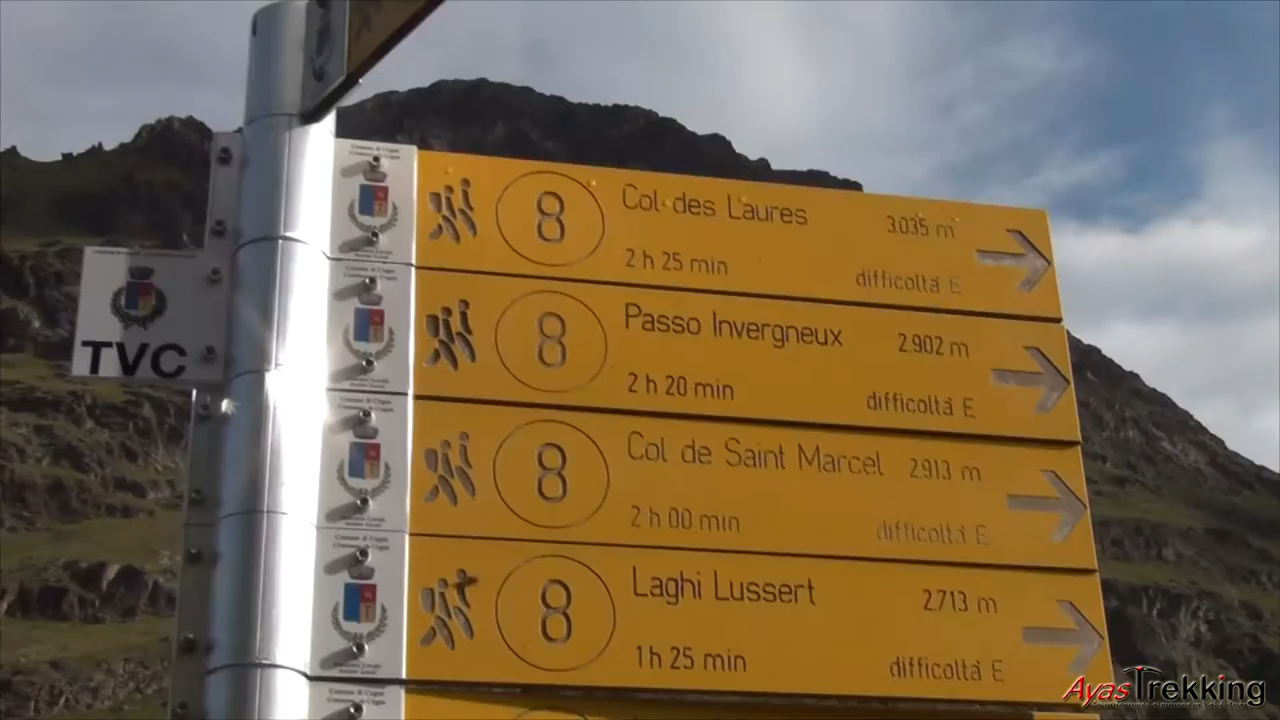 TVC
8 Col des Laures 3.035 m
2 h 25 min difficoltà E
8 Passo Invergneux 2.902 m
2 h 20 min difficoltà E
8 Col de Saint Marcel 2.913 m
2 h 00 min difficoltà E
8 Laghi Lussert 2.713 m
1 h 25 min difficoltà E
AyasTrekking